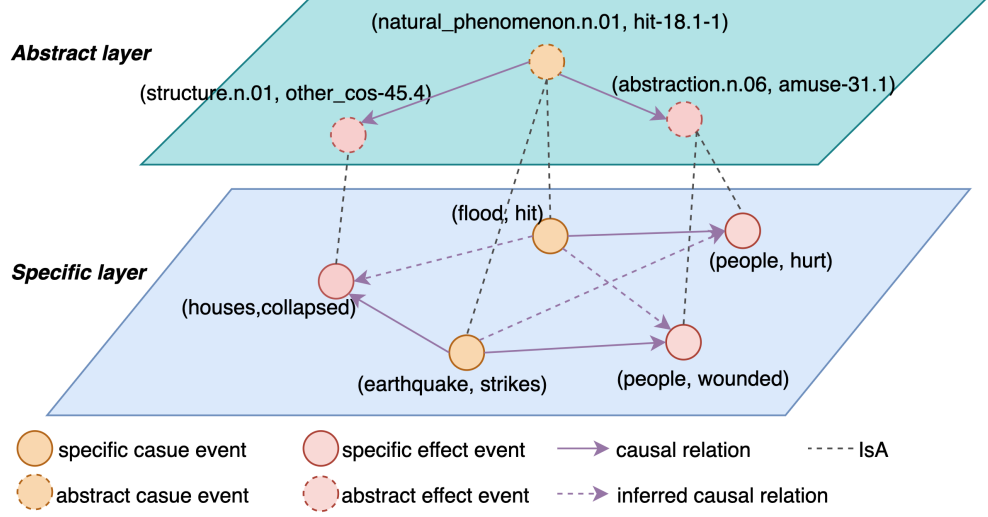 (natural_phenomenon.n.01, hit-18.1-1)
Abstract layer
(structure.n.01, other_cos-45.4)
(abstraction.n.06, amuse-31.1)
(flood, hit)
(people, hurt)
Specific layer
(houses,collapsed)
(earthquake, strikes)
(people, wounded)
specific casue event
specific effect event
causal relation
IsA
abstract casue event
abstract effect event
inferred causal relation